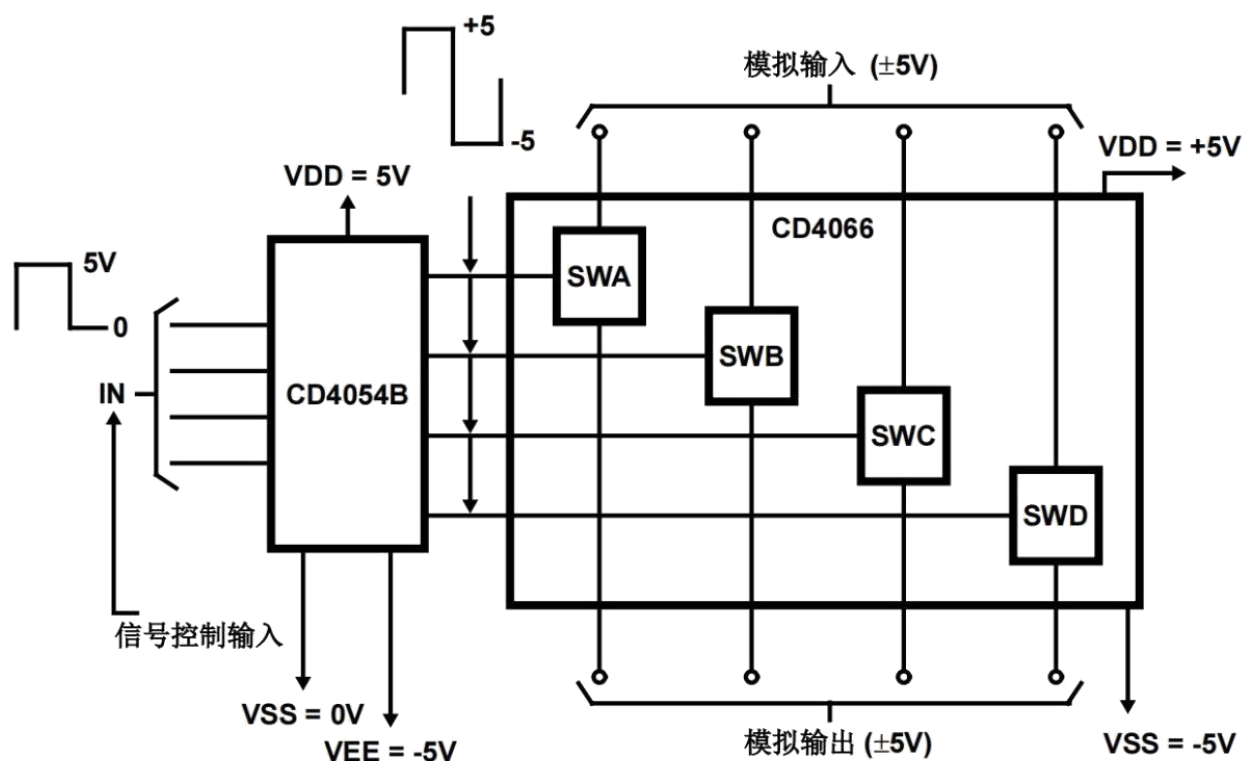 +5
模拟输入 (±5V)
-5
VDD = +5V
VDD = 5V
CD4066
5V
SWA
0
SWB
IN
CD4054B
SWC
SWD
信号控制输入
VSS = 0V
VEE = -5V
模拟输出 (±5V)
VSS = -5V